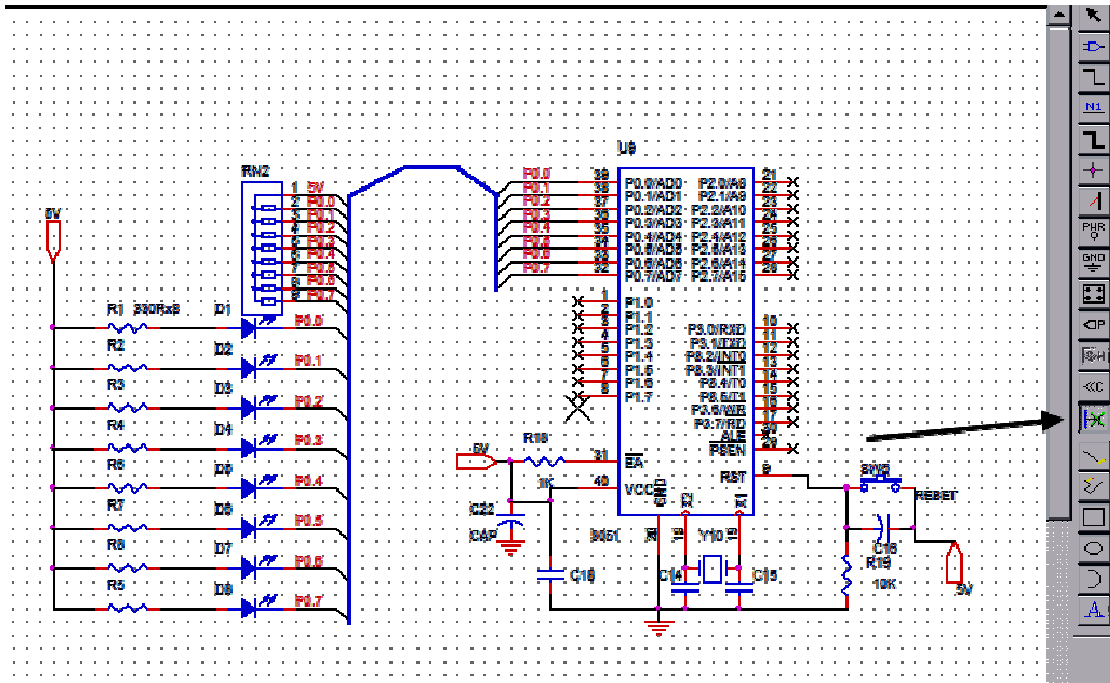 U9
RN2
1 5V
2 P0.0
3 P0.1
4 P0.2
5 P0.3
6 P0.4
7 P0.5
8 P0.6
9 P0.7
P0.0 39 P0.0/AD0 P2.0/A8 21
P0.1 38 P0.1/AD1 P2.1/A9 22
P0.2 37 P0.2/AD2 P2.2/A10 23
P0.3 36 P0.3/AD3 P2.3/A11 24
P0.4 35 P0.4/AD4 P2.4/A12 25
P0.5 34 P0.5/AD5 P2.5/A13 26
P0.6 33 P0.6/AD6 P2.6/A14 27
P0.7 32 P0.7/AD7 P2.7/A15 28
1 P1.0
2 P1.1
3 P1.2 P3.0/RXD 10
4 P1.3 P3.1/TXD 11
5 P1.4 P3.2/INT0 12
6 P1.5 P3.3/INT1 13
7 P1.6 P3.4/T0 14
8 P1.7 P3.5/T1 15
P3.6/WR 16
P3.7/RD 17
ALE 30
PSEN 29
31 EA
RST 9
40 VCC
GND
20 18 19
X2 X1
8051
5V
R1 330Rx8 D1 P0.0
R2 D2 P0.1
R3 D3 P0.2
R4 D4 P0.3
R6 D5 P0.4
R7 D6 P0.5
R8 D7 P0.6
R5 D8 P0.7
5V
R18
1K
C22
CAP
C13
C14
Y10
C15
SW5
RESET
C16
R19
10K
5V
N1
PWR
GND
A